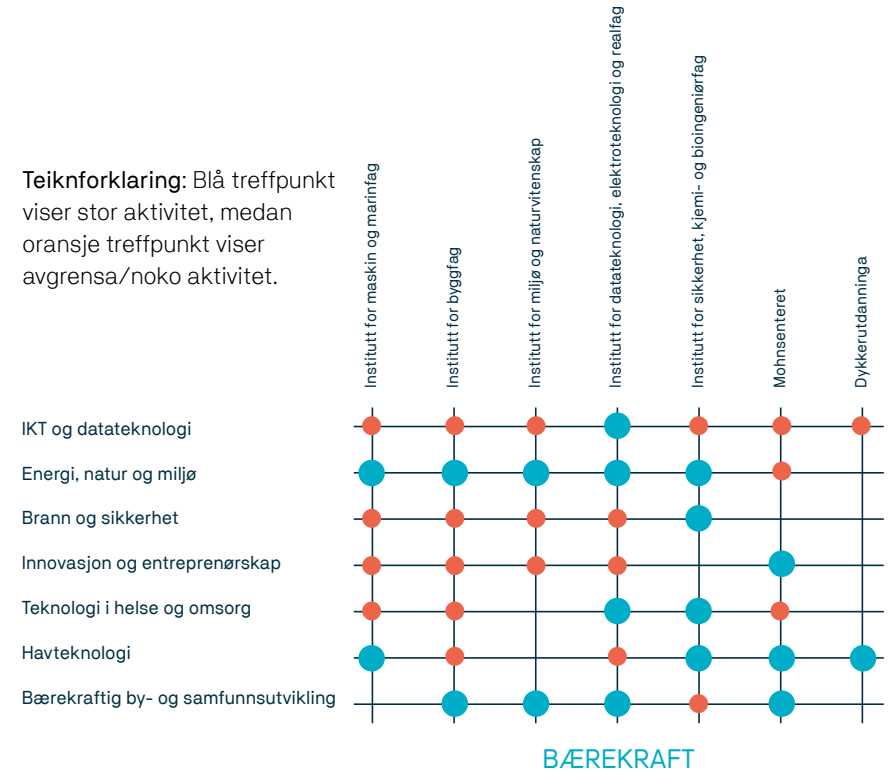 Teiknforklaring: Blå treffpunkt
viser stor aktivitet, medan
oransje treffpunkt viser
avgrensa/noko aktivitet.
Institutt for maskin og marinfag
Institutt for byggfag
Institutt for miljø og naturvitenskap
Institutt for datateknologi, elektroteknologi og realfag
Institutt for sikkerhet, kjemi- og bioingeniørfag
Mohnsenteret
Dykkerutdanninga
IKT og datateknologi
Energi, natur og miljø
Brann og sikkerhet
Innovasjon og entreprenørskap
Teknologi i helse og omsorg
Havteknologi
Bærekraftig by- og samfunnsutvikling
BÆREKRAFT